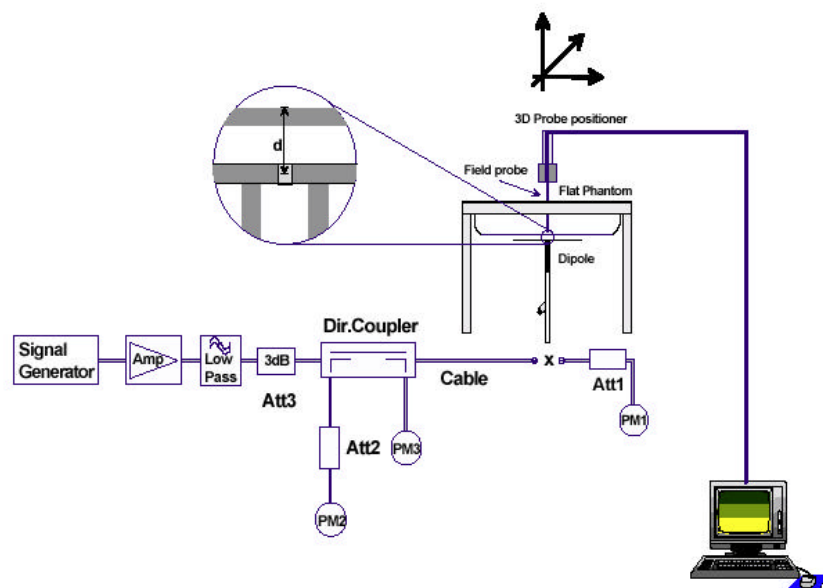 3D Probe positioner
d
Field probe
Flat Phantom
Dipole
Dir.Coupler
Signal
Generator
Amp
Low
Pass
3dB
Cable
x
Att1
Att3
PM1
Att2
PM3
PM2